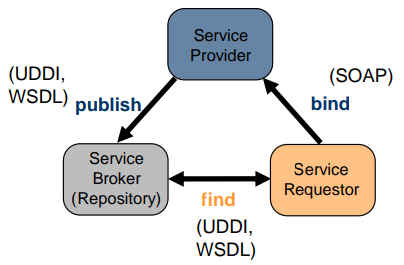 Service
Provider
(UDDI,
WSDL)
publish
(SOAP)
bind
Service
Broker
(Repository)
find
(UDDI,
WSDL)
Service
Requestor